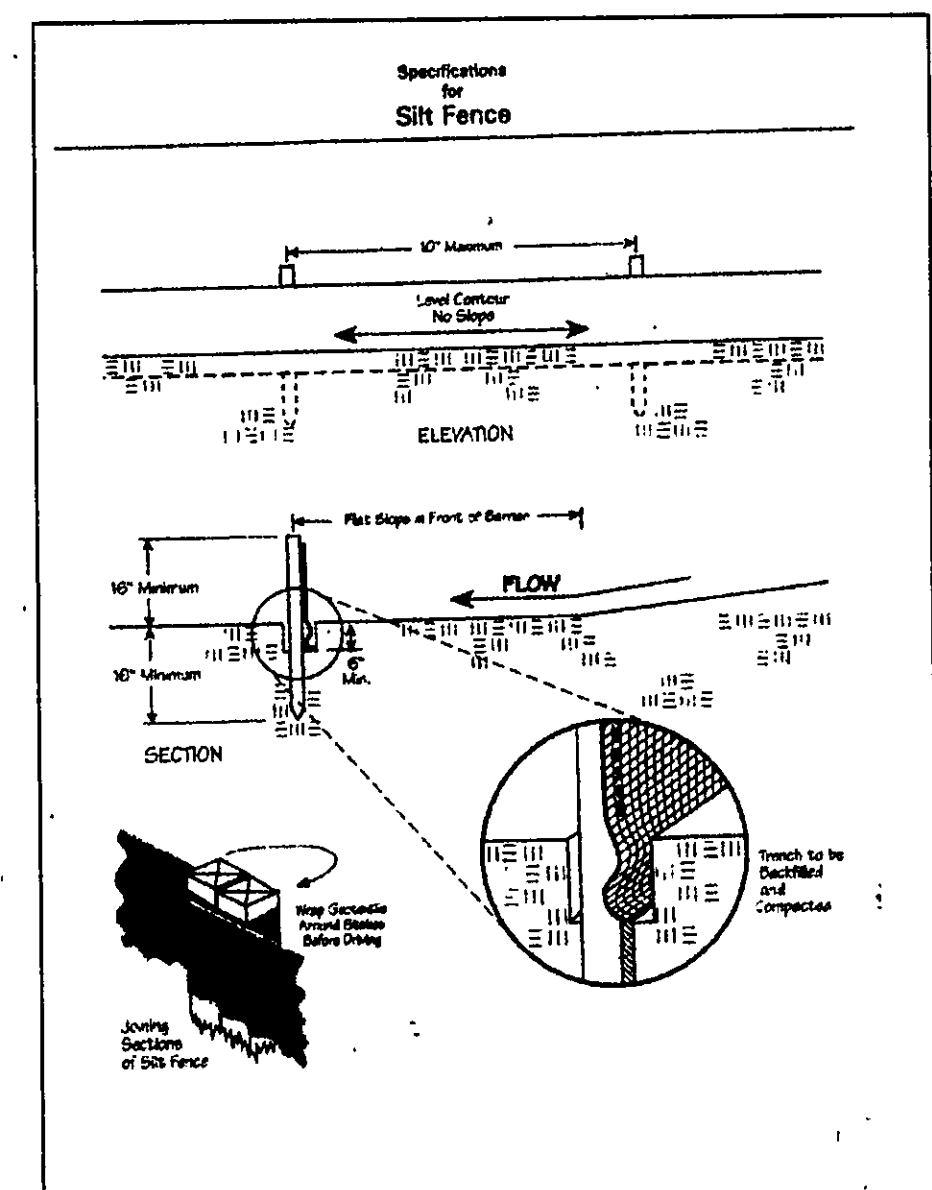 Specifications
for
Silt Fence
10" Maximum
Level Contour
No Slope
ELEVATION
Flat Slope in Front of Barrier
16" Minimum
FLOW
6"
Min.
16" Minimum
SECTION
Trench to be
Backfilled
and
Compacted
Wrap Geotextile
Around Stakes
Before Driving
Joining
Sections
of Silt Fence